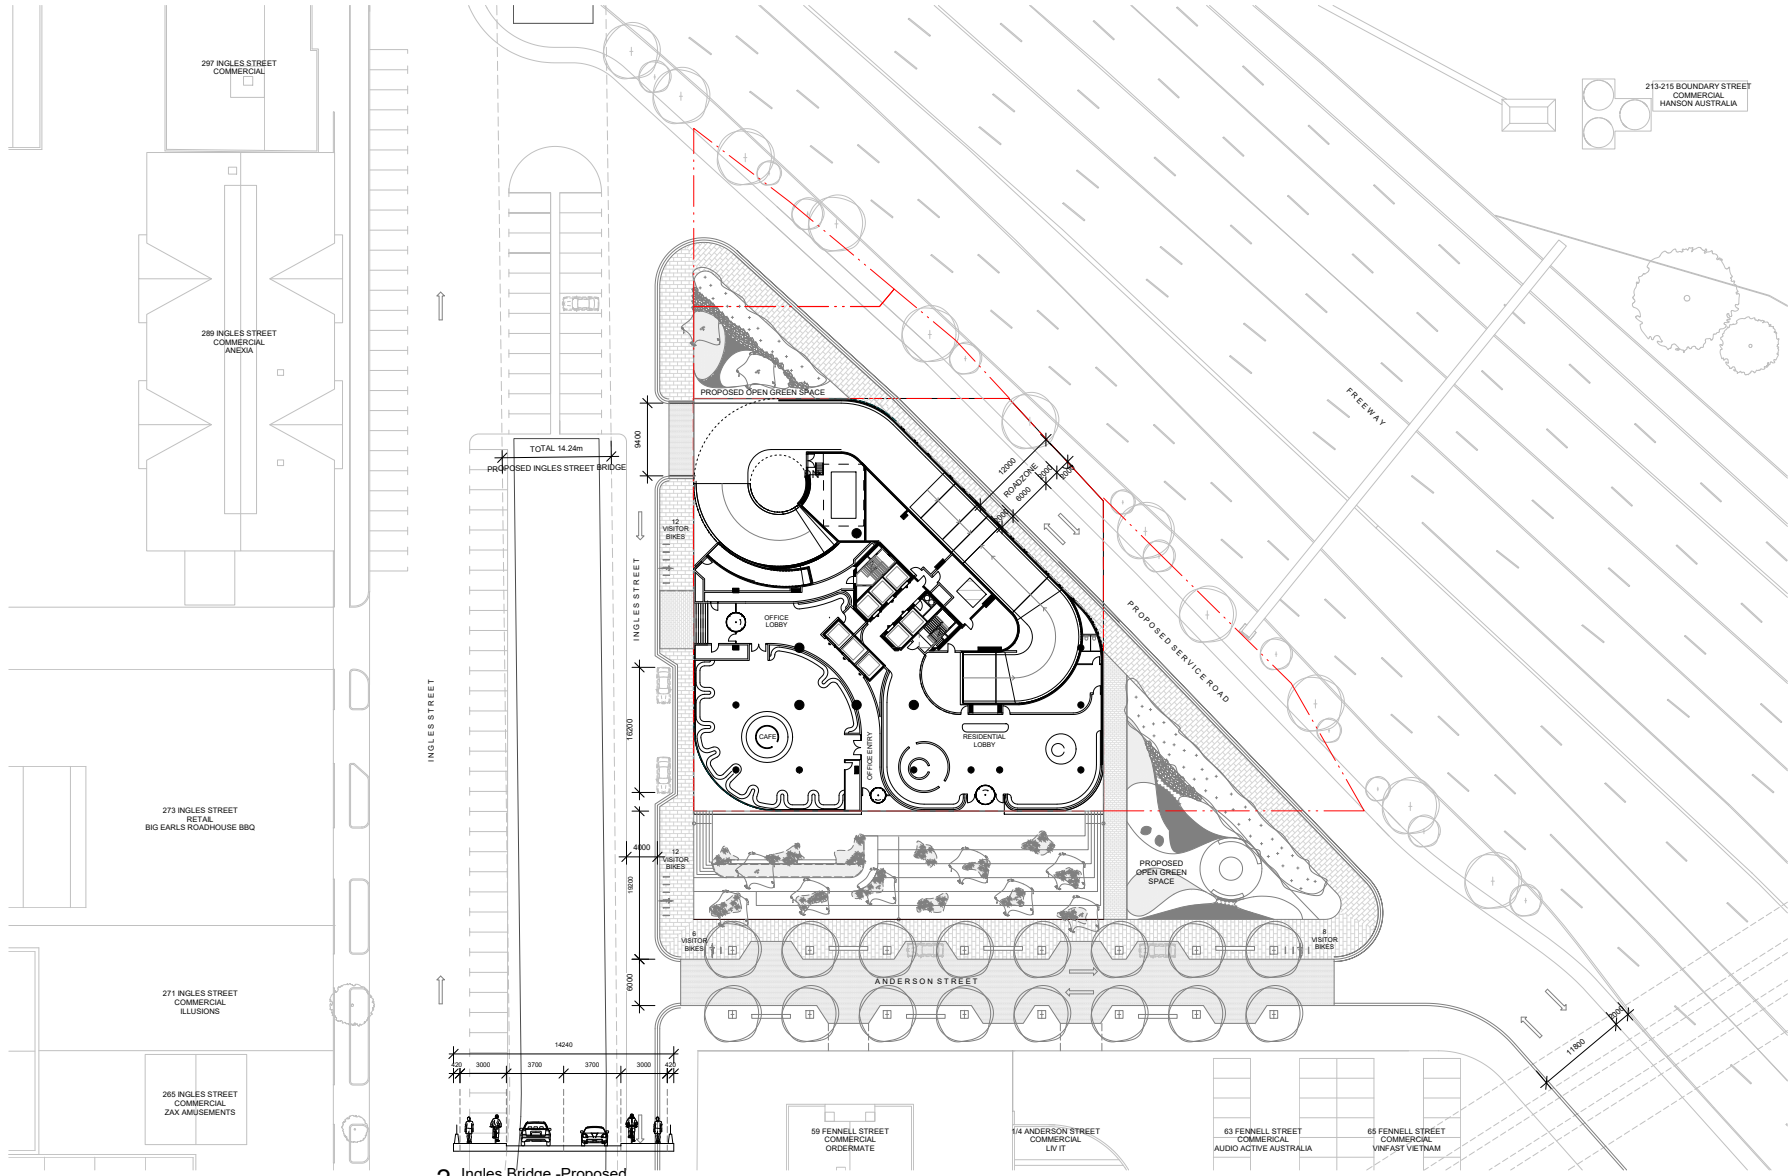 297 INGLES STREET
COMMERCIAL
213-215 BOUNDARY STREET
COMMERCIAL
HANSON AUSTRALIA
289 INGLES STREET
COMMERCIAL
ANEXIA
FREEWAY
PROPOSED OPEN GREEN SPACE
9400
TOTAL 14.24m
PROPOSED INGLES STREET BRIDGE
12000
ROADZONE
6000
12
VISITOR
BIKES
INGLES STREET
OFFICE
LOBBY
PROPOSED SERVICE ROAD
INGLES STREET
16200
CAFE
OFFICE ENTRY
RESIDENTIAL
LOBBY
273 INGLES STREET
RETAIL
BIG EARLS ROADHOUSE BBQ
4000
12
VISITOR
BIKES
19200
PROPOSED
OPEN GREEN
SPACE
6
VISITOR
BIKES
8
VISITOR
BIKES
6000
ANDERSON STREET
271 INGLES STREET
COMMERCIAL
ILLUSIONS
11800
14240
420
3000
3700
3700
3000
420
265 INGLES STREET
COMMERCIAL
ZAX AMUSEMENTS
59 FENNELL STREET
COMMERCIAL
ORDERMATE
1/4 ANDERSON STREET
COMMERCIAL
LIV IT
63 FENNELL STREET
COMMERICAL
AUDIO ACTIVE AUSTRALIA
65 FENNELL STREET
COMMERCIAL
VINFAST VIETNAM
Ingles Bridge -Proposed